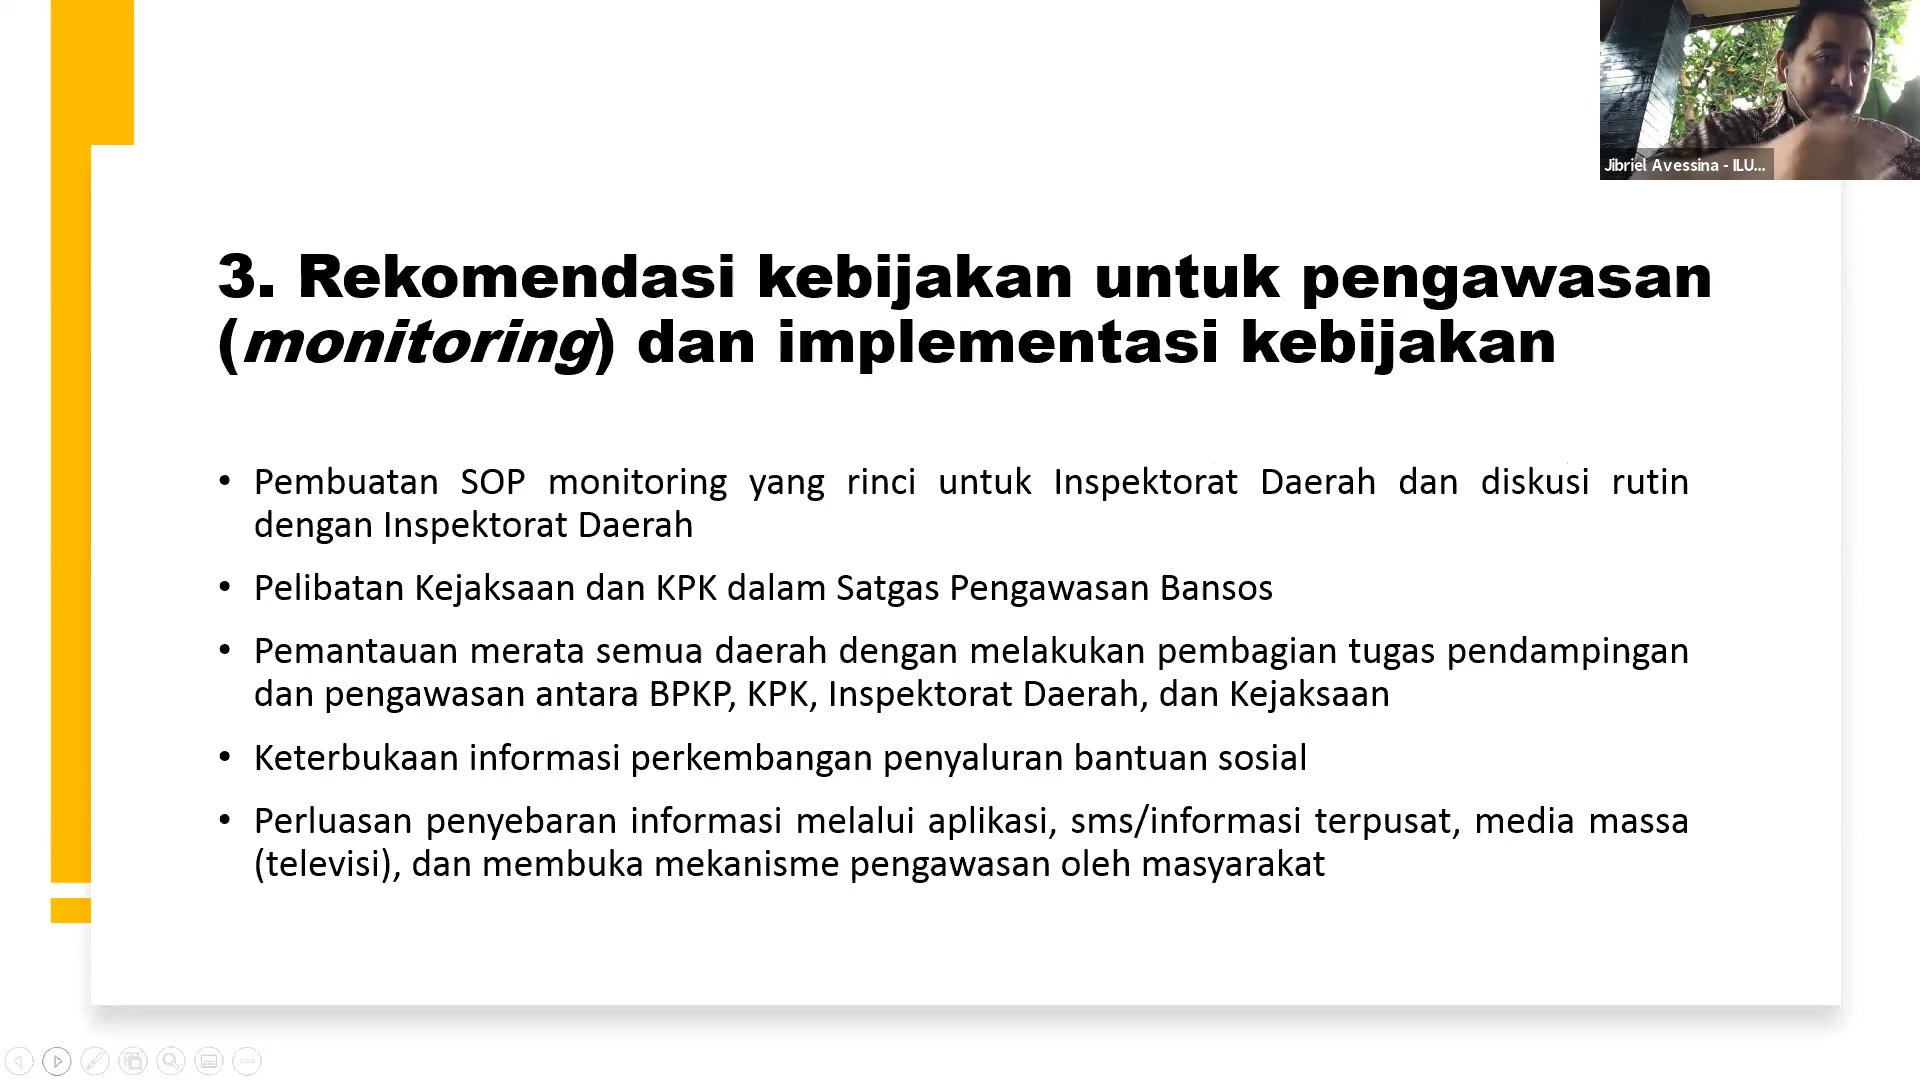 Jibriel Avessina - ILU...
3. Rekomendasi kebijakan untuk pengawasan
(monitoring) dan implementasi kebijakan
• Pembuatan SOP monitoring yang rinci untuk Inspektorat Daerah dan diskusi rutin
dengan Inspektorat Daerah
• Pelibatan Kejaksaan dan KPK dalam Satgas Pengawasan Bansos
• Pemantauan merata semua daerah dengan melakukan pembagian tugas pendampingan
dan pengawasan antara BPKP, KPK, Inspektorat Daerah, dan Kejaksaan
• Keterbukaan informasi perkembangan penyaluran bantuan sosial
• Perluasan penyebaran informasi melalui aplikasi, sms/informasi terpusat, media massa
(televisi), dan membuka mekanisme pengawasan oleh masyarakat